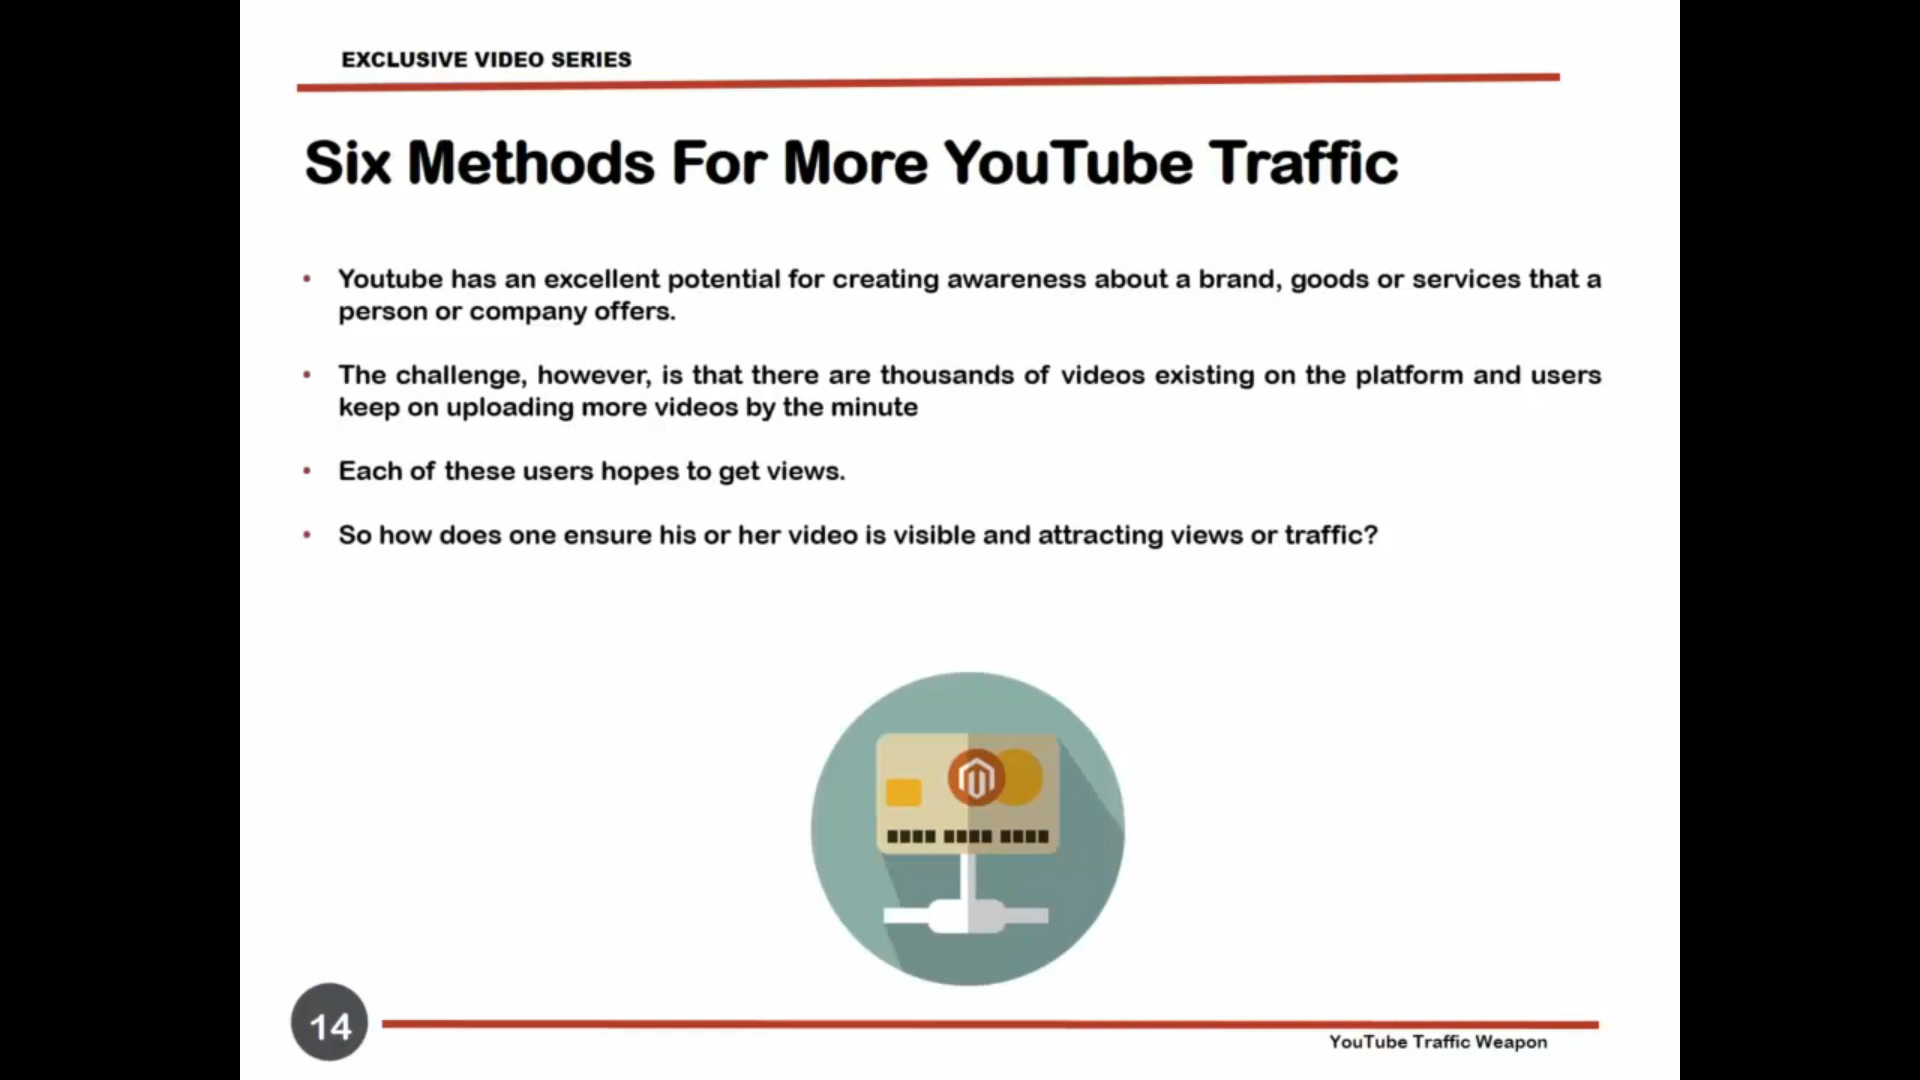 EXCLUSIVE VIDEO SERIES
Six Methods For More YouTube Traffic
• Youtube has an excellent potential for creating awareness about a brand, goods or services that a
person or company offers.
• The challenge, however, is that there are thousands of videos existing on the platform and users
keep on uploading more videos by the minute
• Each of these users hopes to get views.
• So how does one ensure his or her video is visible and attracting views or traffic?
14
YouTube Traffic Weapon